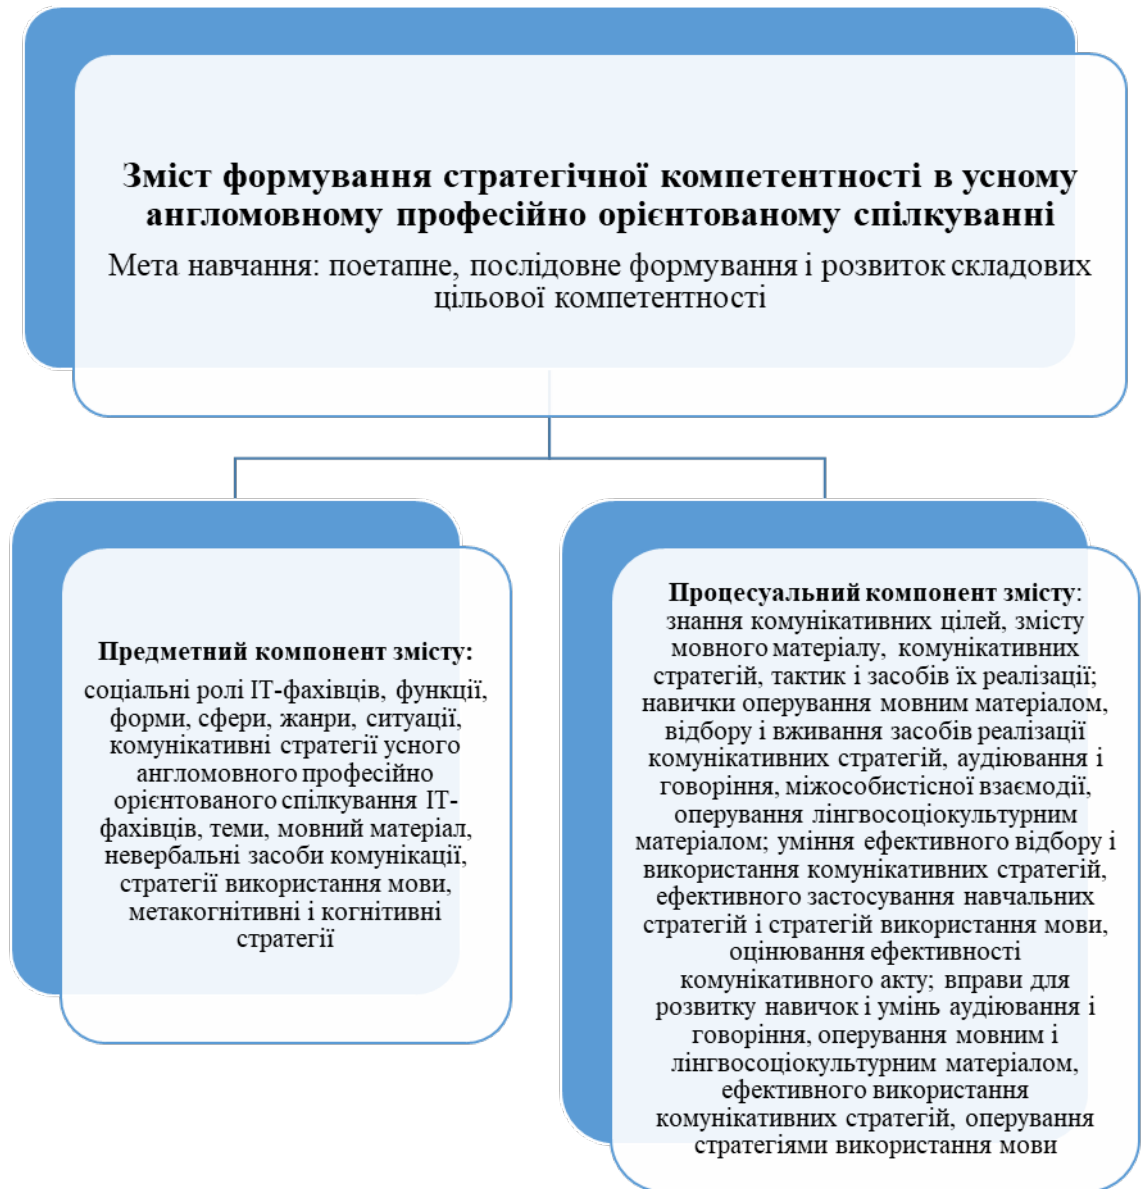 Зміст формування стратегічної компетентності в усному
англомовному професійно орієнтованому спілкуванні
Мета навчання: поетапне, послідовне формування і розвиток складових
цільової компетентності
Предметний компонент змісту:
соціальні ролі ІТ-фахівців, функції,
форми, сфери, жанри, ситуації,
комунікативні стратегії усного
англомовного професійно
орієнтованого спілкування ІТ-
фахівців, теми, мовний матеріал,
невербальні засоби комунікації,
стратегії використання мови,
метакогнітивні і когнітивні
стратегії
Процесуальний компонент змісту:
знання комунікативних цілей, змісту
мовного матеріалу, комунікативних
стратегій, тактик і засобів їх реалізації;
навички оперування мовним матеріалом,
відбору і вживання засобів реалізації
комунікативних стратегій, аудіювання і
говоріння, міжособистісної взаємодії,
оперування лінгвосоціокультурним
матеріалом; уміння ефективного відбору і
використання комунікативних стратегій,
ефективного застосування навчальних
стратегій і стратегій використання мови,
оцінювання ефективності
комунікативного акту; вправи для
розвитку навичок і умінь аудіювання і
говоріння, оперування мовним і
лінгвосоціокультурним матеріалом,
ефективного використання
комунікативних стратегій, оперування
стратегіями використання мови